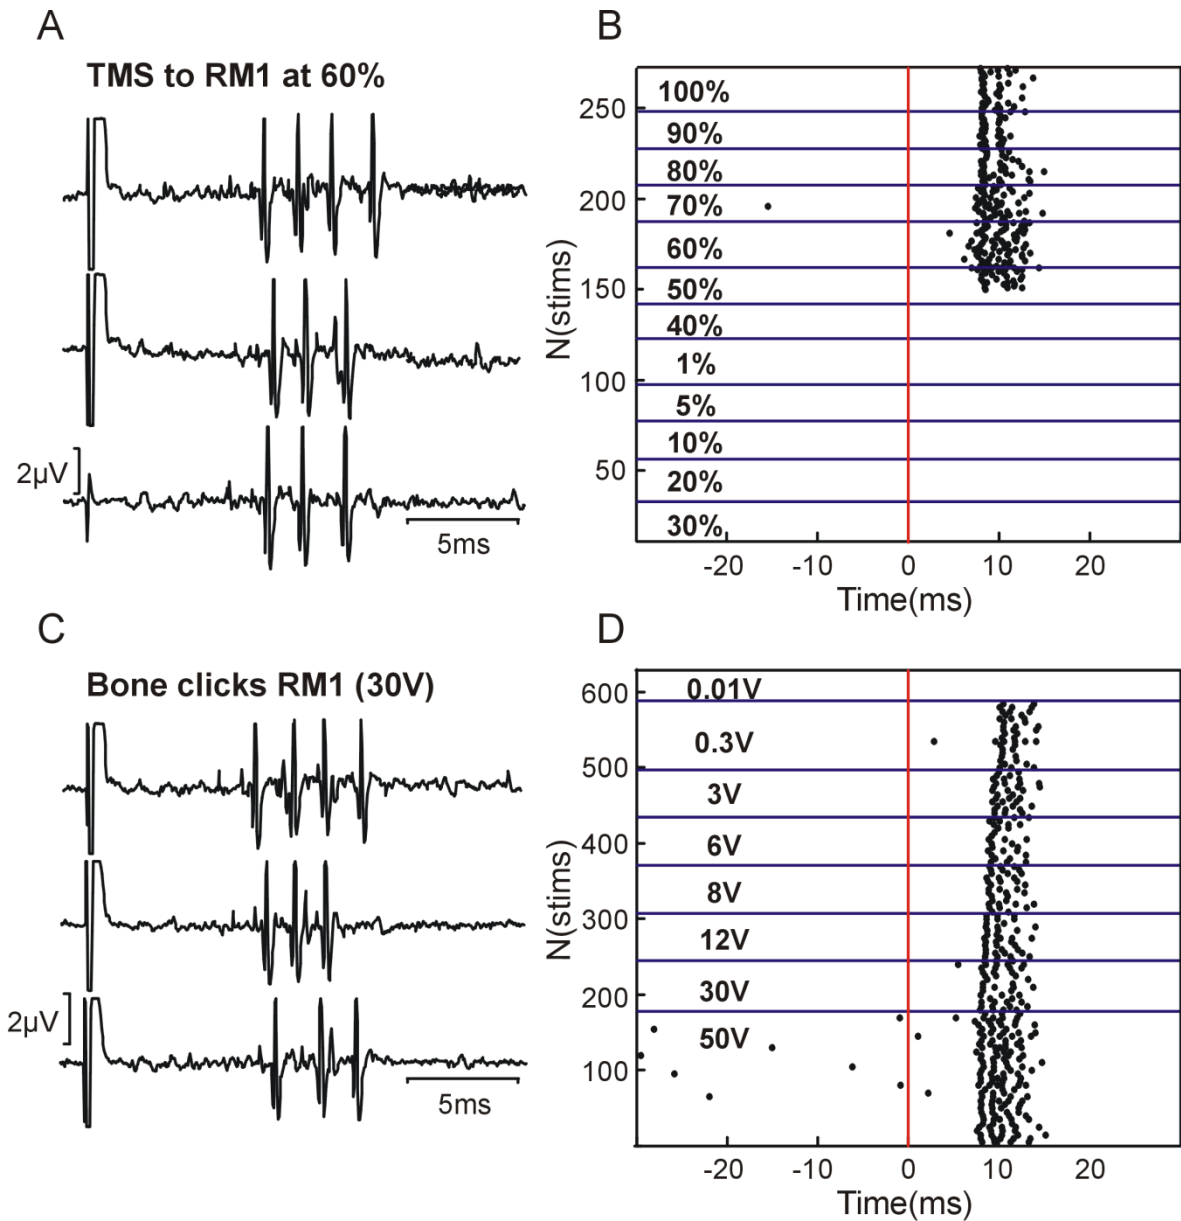 A
TMS to RM1 at 60%
2µV
5ms
B
N(stims)
250
200
150
100
50
100%
90%
80%
70%
60%
50%
40%
1%
5%
10%
20%
30%
-20 -10 0 10 20
Time(ms)
C
Bone clicks RM1 (30V)
2µV
5ms
D
N(stims)
600
500
400
300
200
100
0.01V
0.3V
3V
6V
8V
12V
30V
50V
-20 -10 0 10 20
Time(ms)